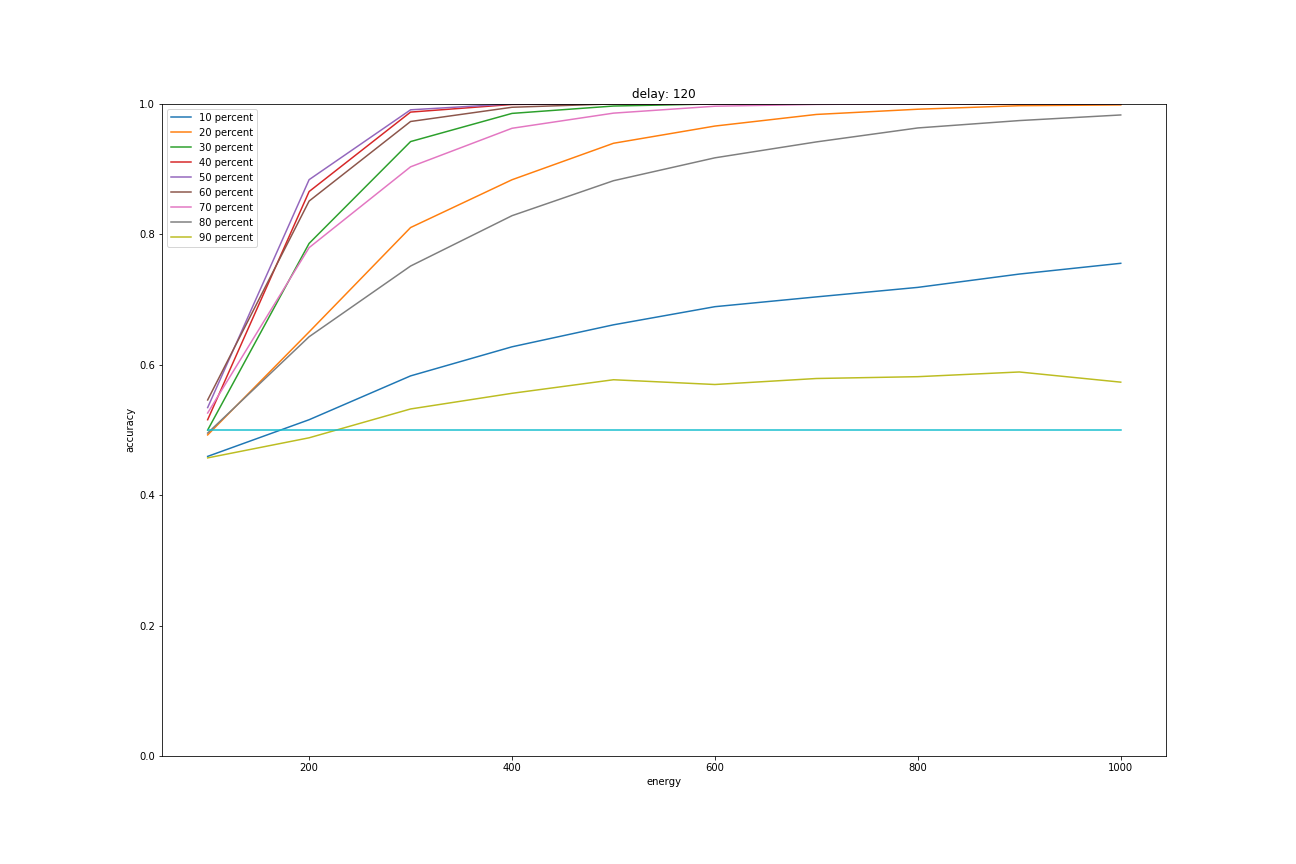 delay: 120
1.0
0.8
0.6
0.4
0.2
0.0
accuracy
10 percent
20 percent
30 percent
40 percent
50 percent
60 percent
70 percent
80 percent
90 percent
200
400
600
800
1000
energy